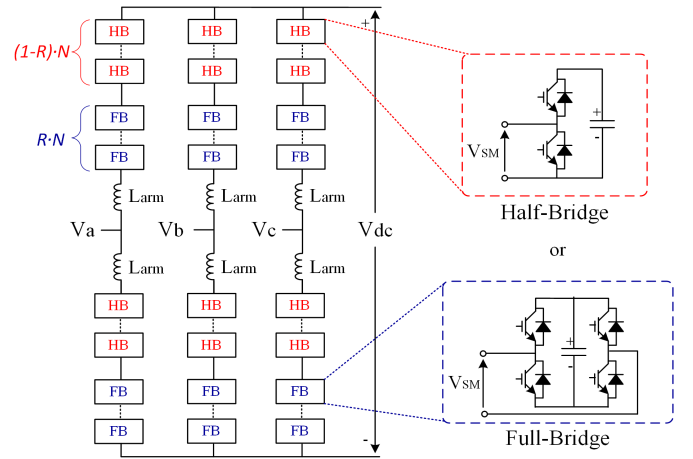 HB HB HB +
(1-R)·N
HB HB HB
FB FB FB
R·N
FB FB FB
Larm Larm Larm
Va Vb Vc Vdc
Larm Larm Larm
HB HB HB
HB HB HB
FB FB FB
FB FB FB
-
+
-
VSM
Half-Bridge
or
+
-
VSM
Full-Bridge